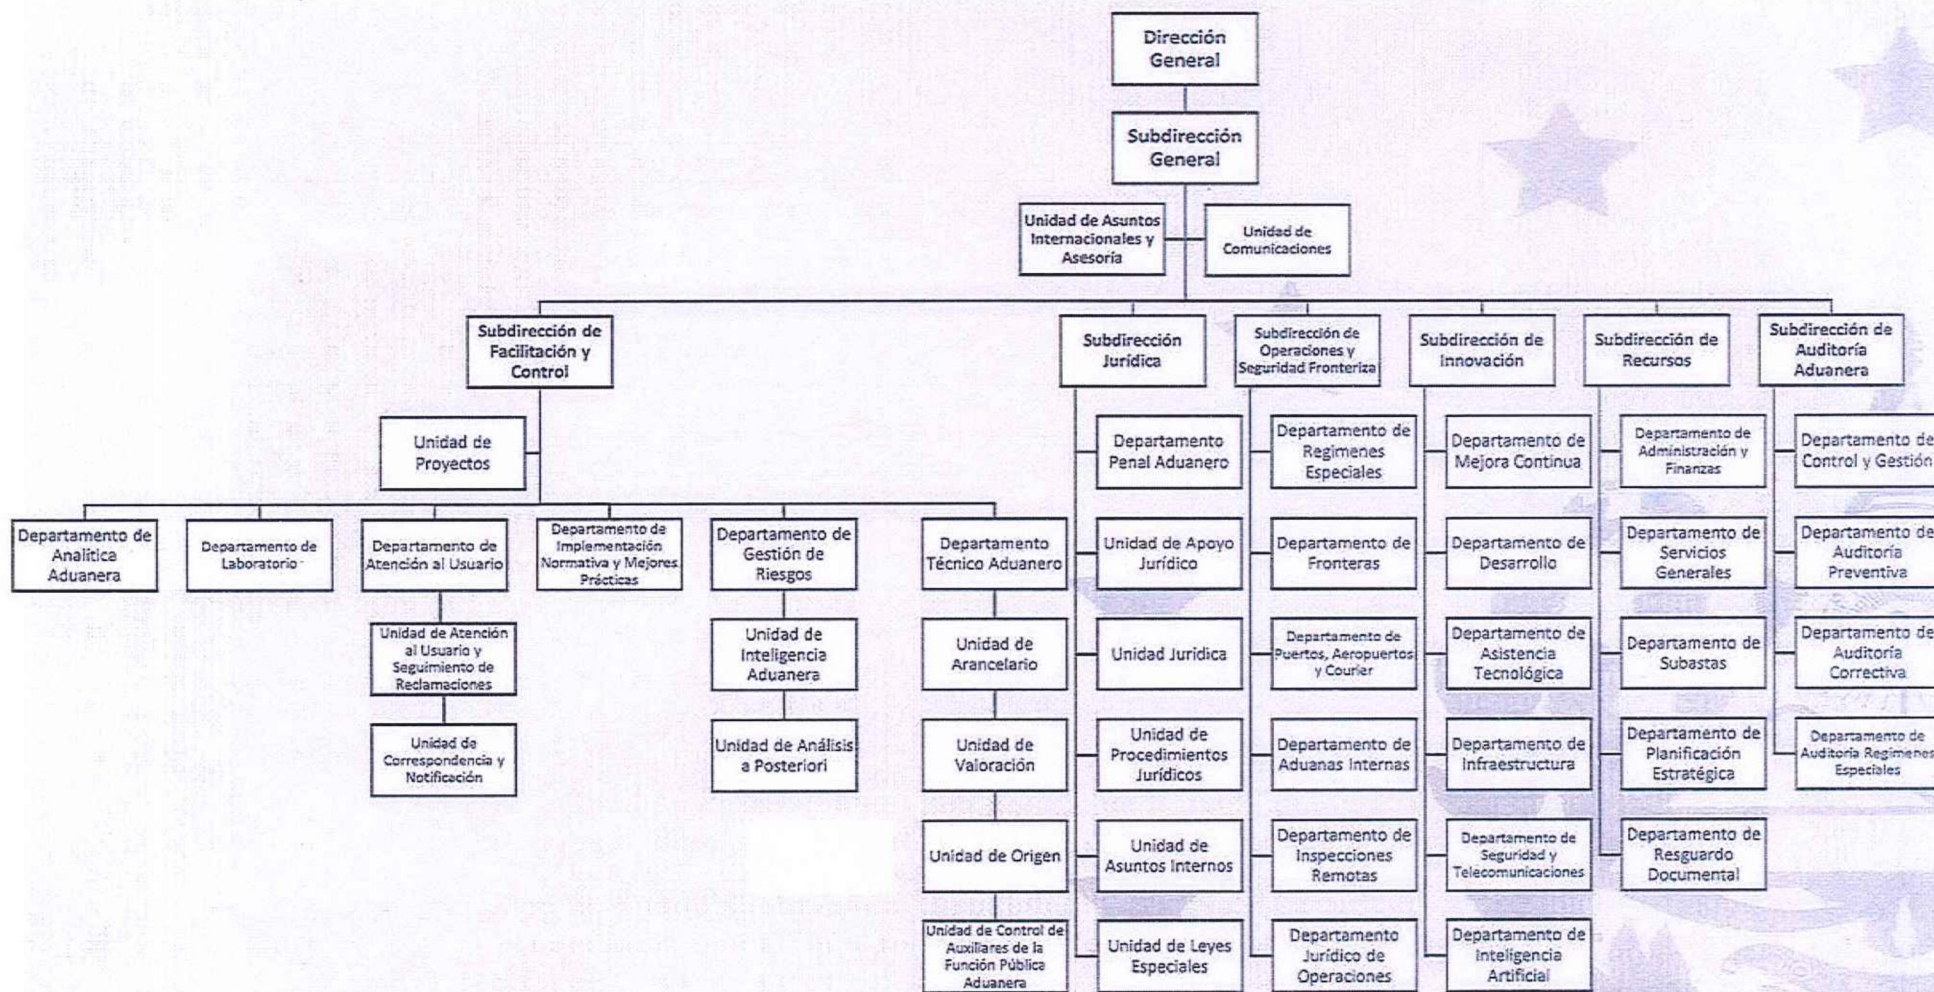 Dirección
General
Subdirección
General
Unidad de Asuntos
Internacionales y
Asesoría
Unidad de
Comunicaciones
Subdirección de
Facilitación y
Control
Subdirección
Jurídica
Subdirección de
Operaciones y
Seguridad Fronteriza
Subdirección de
Innovación
Subdirección de
Recursos
Subdirección de
Auditoría
Aduanera
Unidad de
Proyectos
Departamento de
Analítica
Aduanera
Departamento de
Laboratorio
Departamento de
Atención al Usuario
Departamento de
Implementación
Normativa y Mejores
Prácticas
Departamento de
Gestión de
Riesgos
Departamento
Técnico Aduanero
Unidad de Atención
al Usuario y
Seguimiento de
Reclamaciones
Unidad de
Correspondencia y
Notificación
Unidad de
Inteligencia
Aduanera
Unidad de Análisis
a Posteriori
Unidad de
Arancelario
Unidad de
Valoración
Unidad de Origen
Unidad de Control de
Auxiliares de la
Función Pública
Aduanera
Departamento
Penal Aduanero
Unidad de Apoyo
Jurídico
Unidad Jurídica
Unidad de
Procedimientos
Jurídicos
Unidad de
Asuntos Internos
Unidad de Leyes
Especiales
Departamento de
Regimenes
Especiales
Departamento de
Fronteras
Departamento de
Puertos, Aeropuertos
y Courier
Departamento de
Aduanas Internas
Departamento de
Inspecciones
Remotas
Departamento
Jurídico de
Operaciones
Departamento de
Mejora Continua
Departamento de
Desarrollo
Departamento de
Asistencia
Tecnológica
Departamento de
Infraestructura
Departamento de
Seguridad y
Telecomunicaciones
Departamento de
Inteligencia
Artificial
Departamento de
Administración y
Finanzas
Departamento de
Servicios
Generales
Departamento de
Subastas
Departamento de
Planificación
Estratégica
Departamento de
Resguardo
Documental
Departamento de
Control y Gestión
Departamento de
Auditoría
Preventiva
Departamento de
Auditoría
Correctiva
Departamento de
Auditoría Regimenes
Especiales